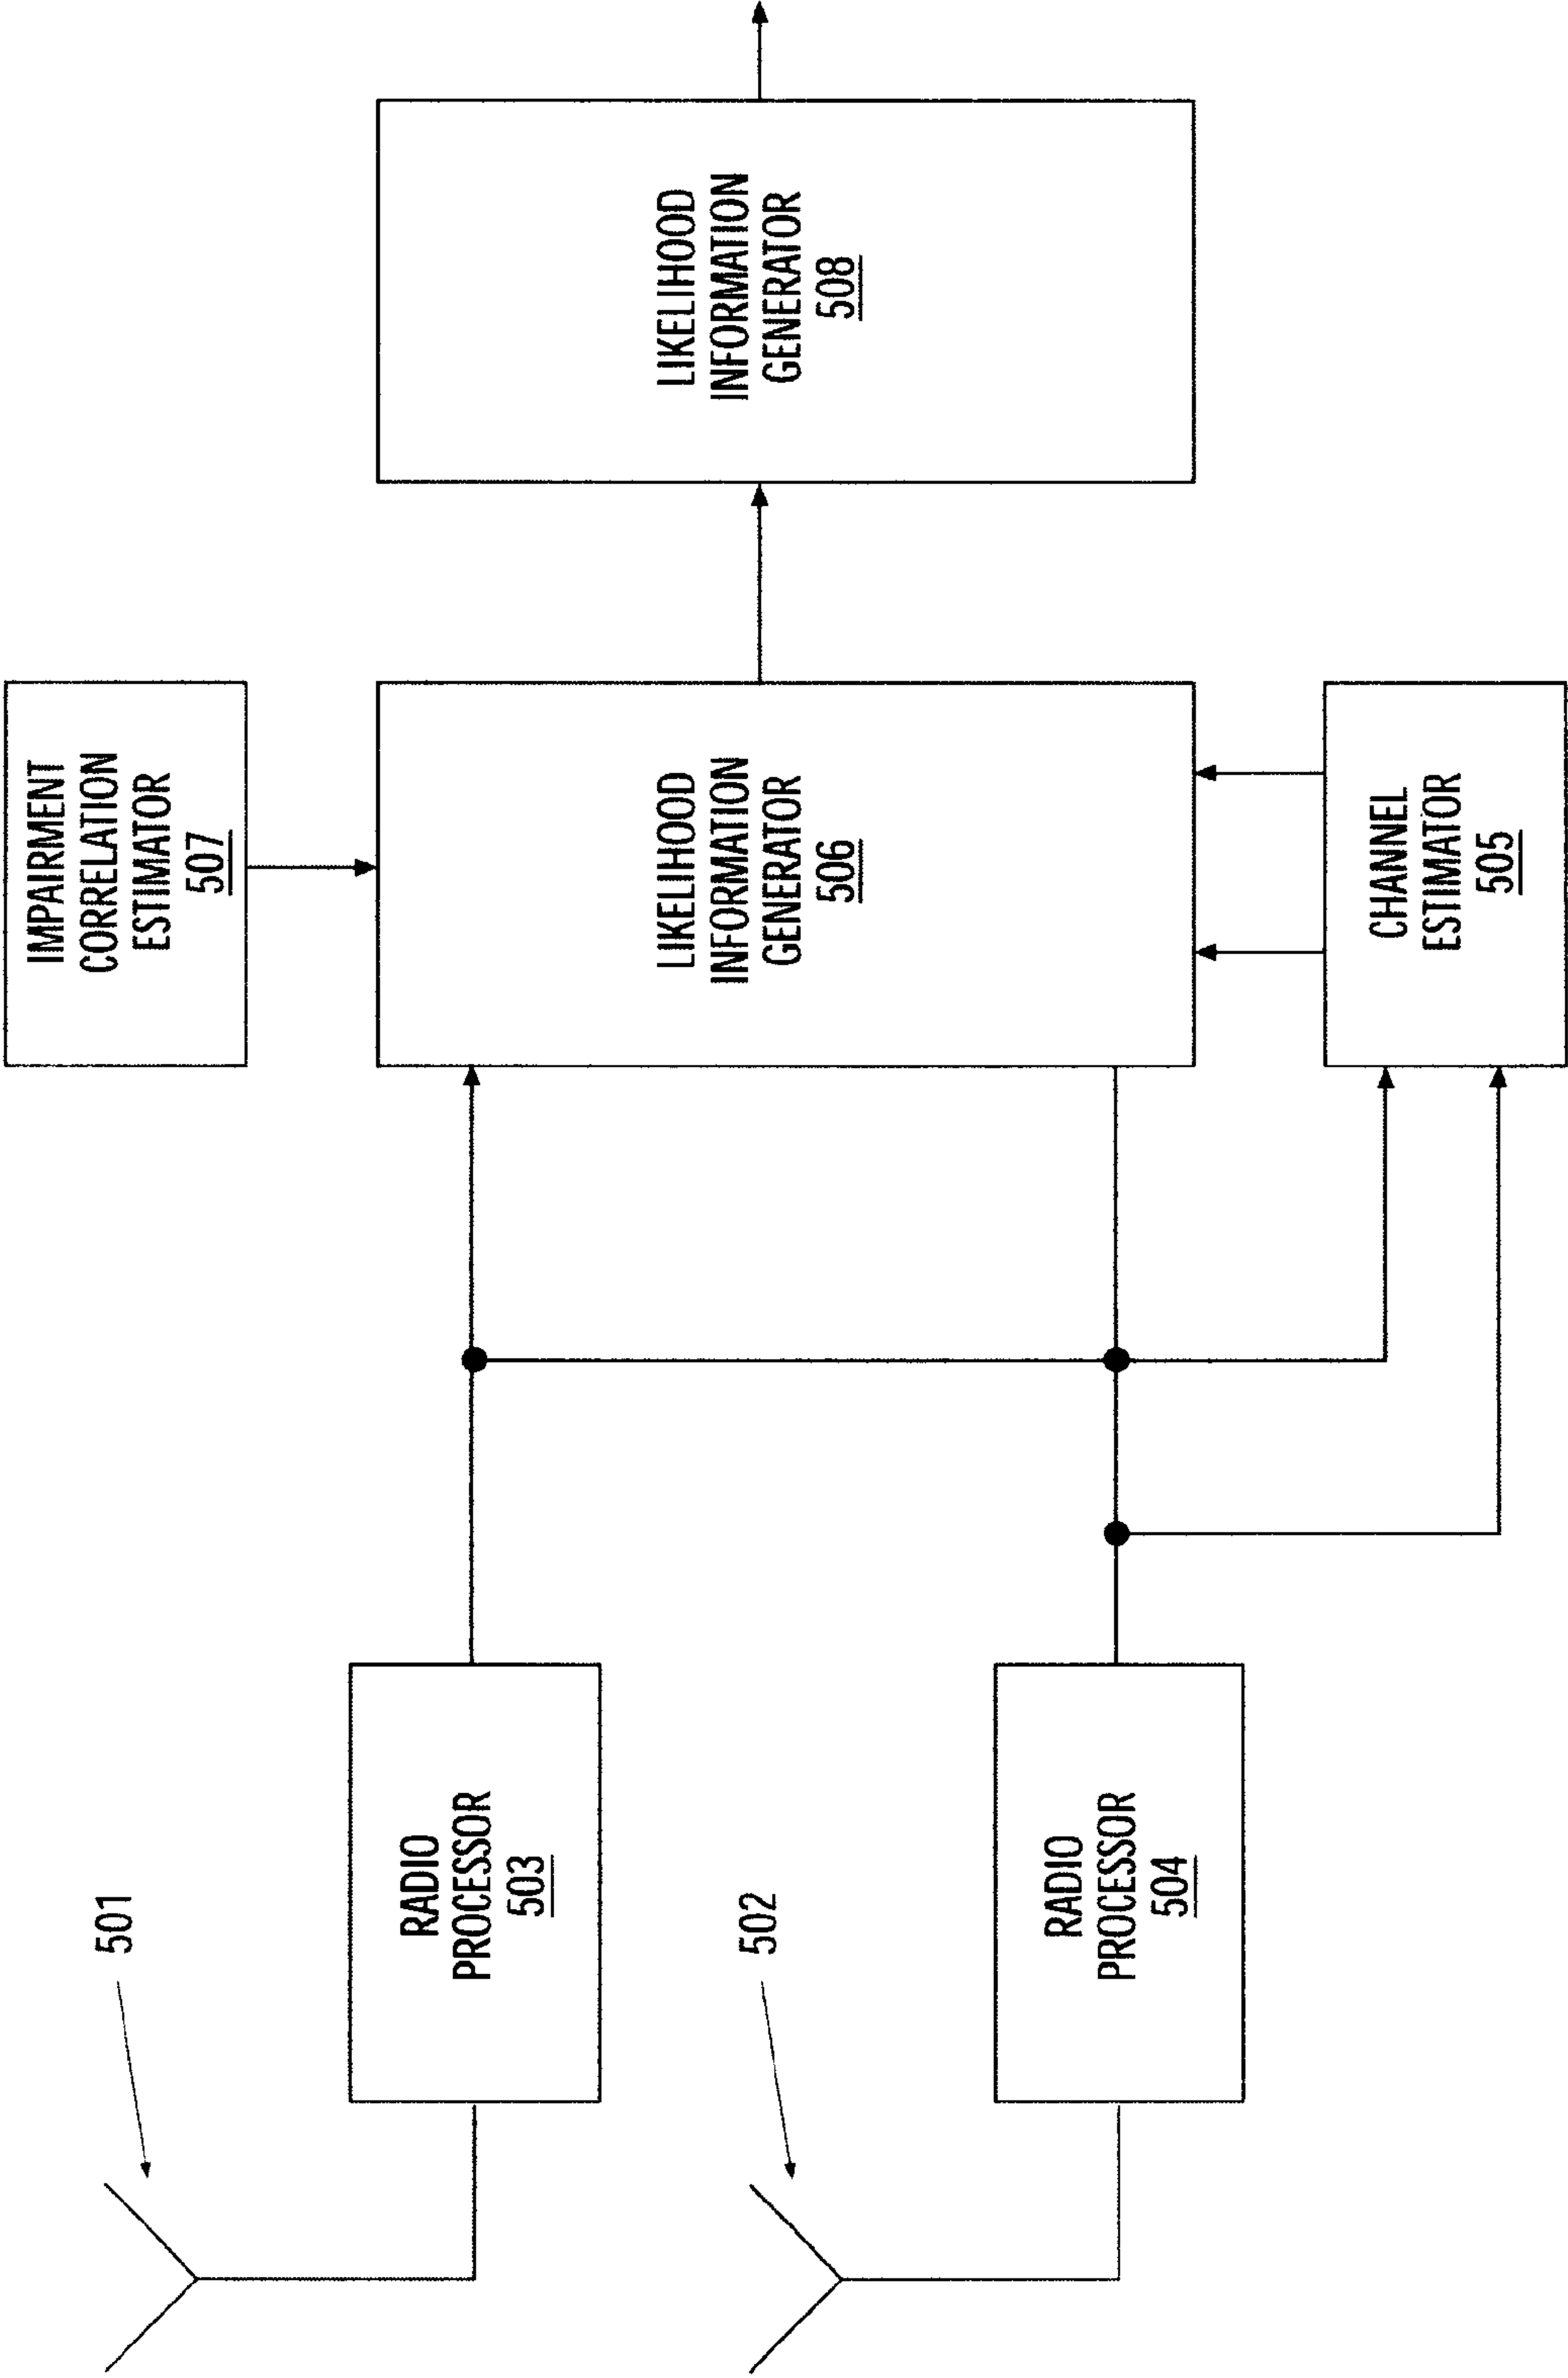 501
RADIO
PROCESSOR
503
502
RADIO
PROCESSOR
504
IMPAIRMENT
CORRELATION
ESTIMATOR
507
LIKELIHOOD
INFORMATION
GENERATOR
506
CHANNEL
ESTIMATOR
505
LIKELIHOOD
INFORMATION
GENERATOR
508